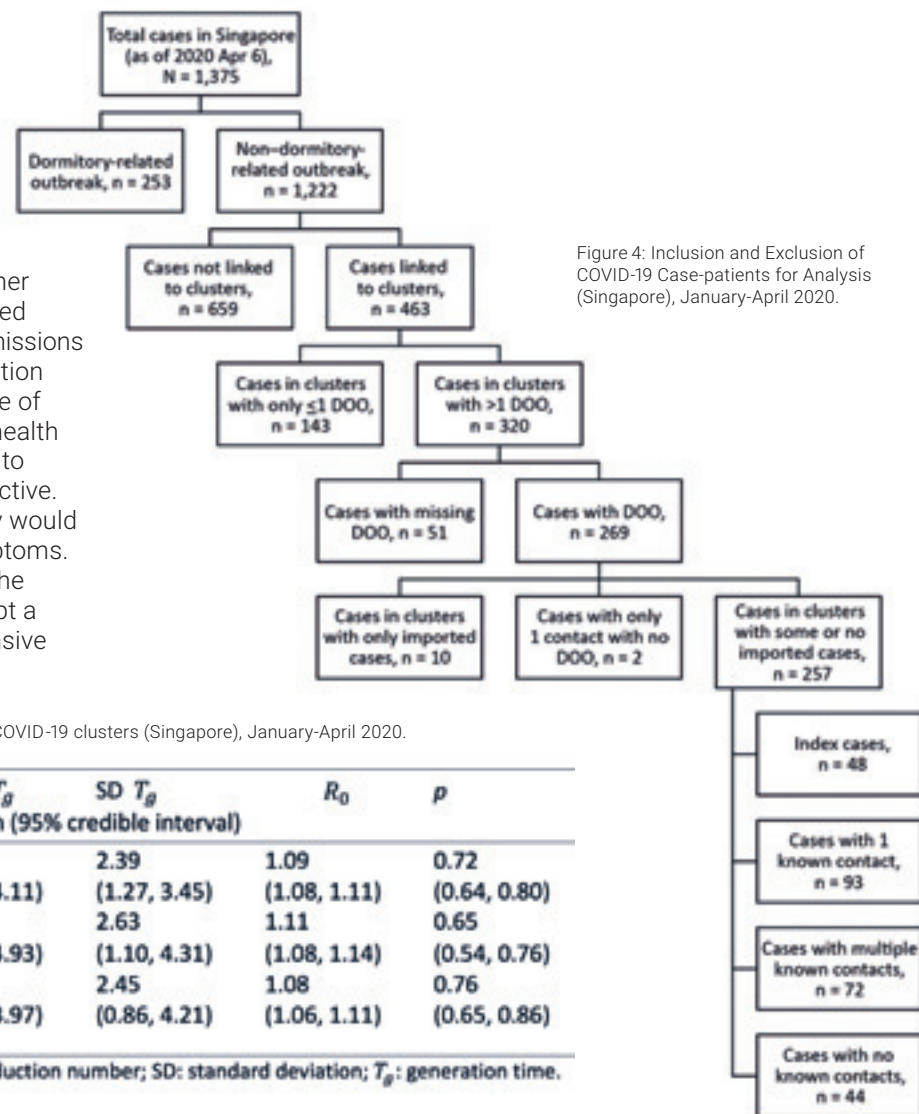 Total cases in Singapore
(as of 2020 Apr 6),
N = 1,375
Dormitory-related
outbreak, n = 253
Non–dormitory-
related outbreak,
n = 1,222
Cases not linked
to clusters,
n = 659
Cases linked
to clusters,
n = 463
Figure 4: Inclusion and Exclusion of
COVID-19 Case-patients for Analysis
(Singapore), January-April 2020.
Cases in clusters
with only ≤1 DOO,
n = 143
Cases in clusters
with >1 DOO,
n = 320
Cases with missing
DOO, n = 51
Cases with DOO,
n = 269
Cases in clusters
with only imported
cases, n = 10
Cases with only
1 contact with no
DOO, n = 2
Cases in clusters
with some or no
imported cases,
n = 257
Index cases,
n = 48
Cases with 1
known contact,
n = 93
Cases with multiple
known contacts,
n = 72
Cases with no
known contacts,
n = 44
missions
tion
e of
health
to
ctive.
would
ptoms.
he
pt a
nsive
COVID-19 clusters (Singapore), January-April 2020.
SD Tg R0 p
(95% credible interval)
2.39 1.09 0.72
.11) (1.27, 3.45) (1.08, 1.11) (0.64, 0.80)
2.63 1.11 0.65
.93) (1.10, 4.31) (1.08, 1.14) (0.54, 0.76)
2.45 1.08 0.76
.97) (0.86, 4.21) (1.06, 1.11) (0.65, 0.86)
duction number; SD: standard deviation; Tg: generation time.